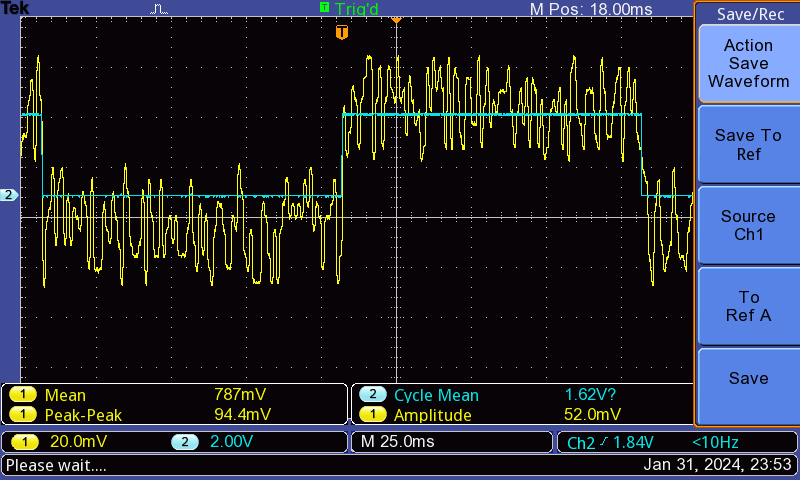 Tek
T Trig'd
M Pos: 18.00ms
Save/Rec
T
Action
Save
Waveform
Save To
Ref
2
Source
Ch1
To
Ref A
Save
1 Mean 787mV
2 Cycle Mean 1.62V?
1 Peak-Peak 94.4mV
1 Amplitude 52.0mV
1 20.0mV 2 2.00V M 25.0ms Ch2 / 1.84V <10Hz
Please wait....
Jan 31, 2024, 23:53